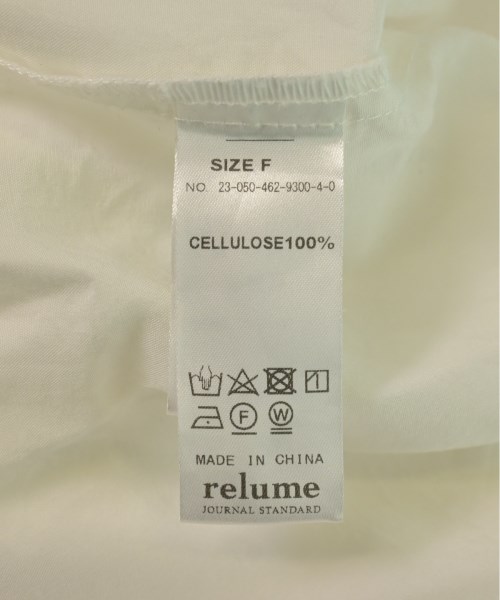 SIZE F
NO. 23-050-462-9300-4-0
CELLULOSE100%
F W
MADE IN CHINA
relume
JOURNAL STANDARD